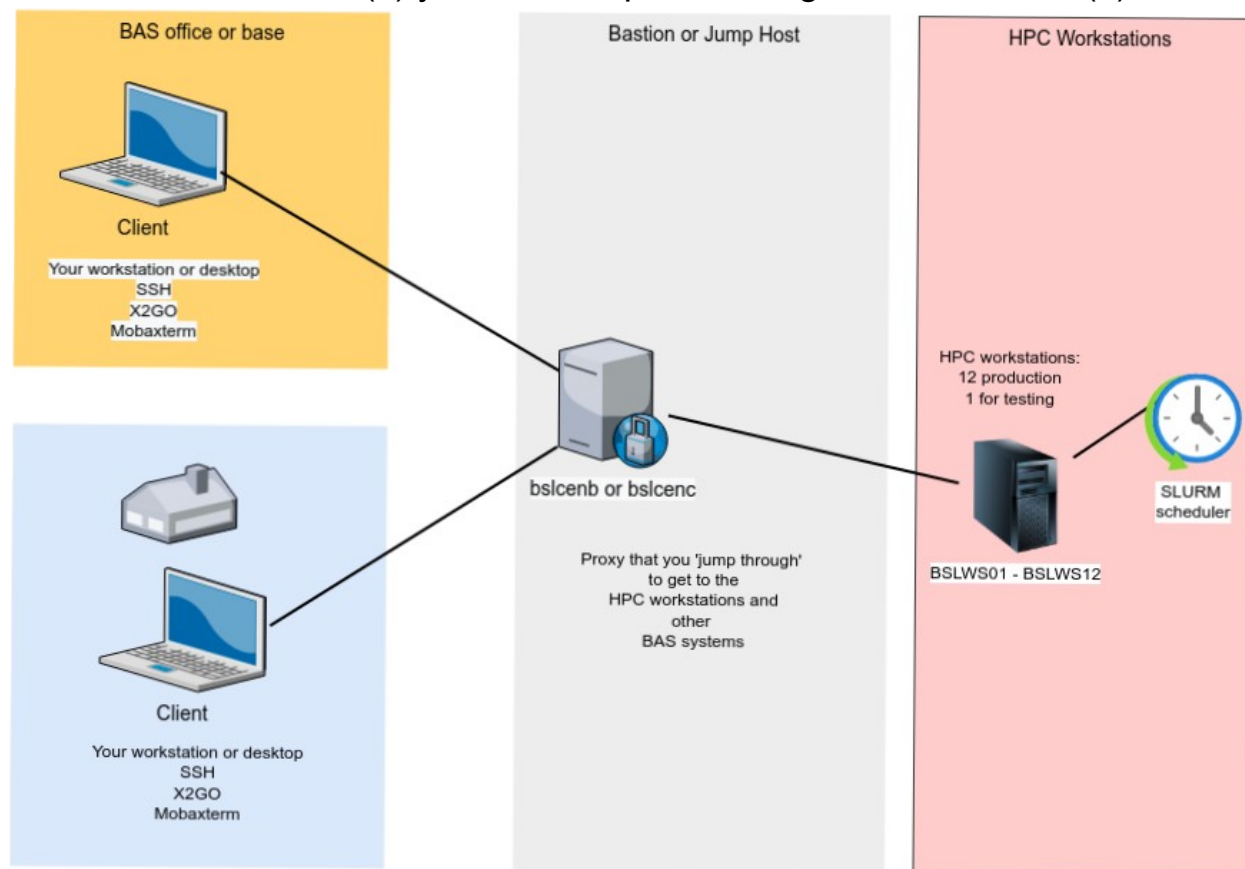 BAS office or base
Client
Your workstation or desktop
SSH
X2GO
Mobaxterm
Client
Your workstation or desktop
SSH
X2GO
Mobaxterm
Bastion or Jump Host
bslcenb or bslcenc
Proxy that you 'jump through'
to get to the
HPC workstations and
other
BAS systems
HPC Workstations
HPC workstations:
12 production
1 for testing
SLURM
scheduler
BSLWS01 - BSLWS12